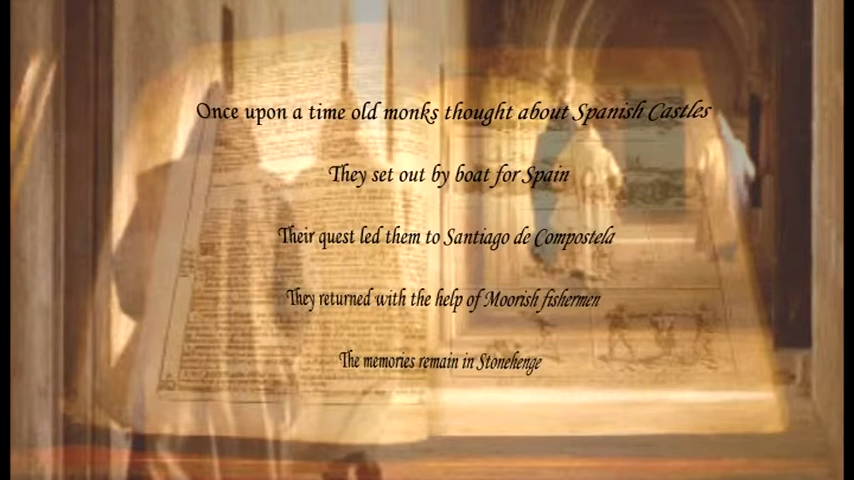 Once upon a time old monks thought about Spanish Castles
They set out by boat for Spain
Their quest led them to Santiago de Compostela
They returned with the help of Moorish fishermen
The memories remain in Stonehenge